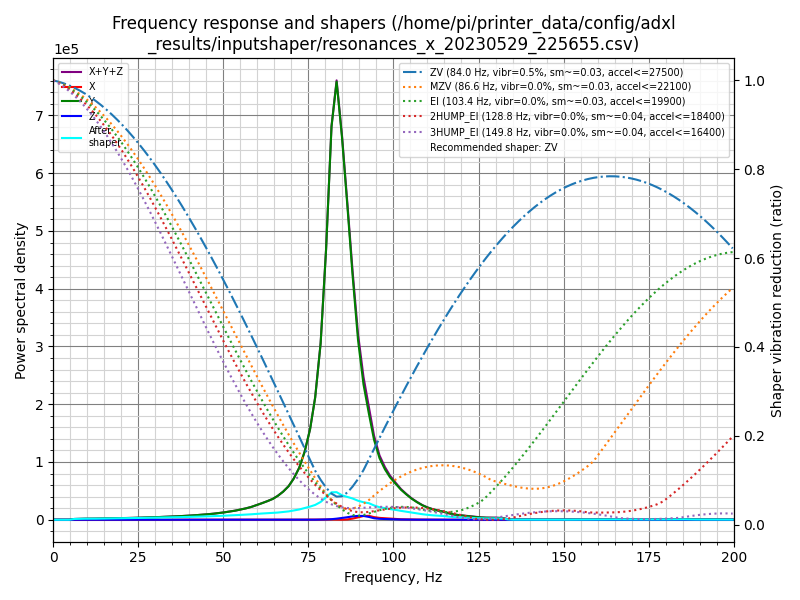 Frequency response and shapers (/home/pi/printer_data/config/adxl
_results/inputshaper/resonances_x_20230529_225655.csv)
1e5
X+Y+Z
X
Y
Z
After
shaper
ZV (84.0 Hz, vibr=0.5%, sm~=0.03, accel<=27500)
MZV (86.6 Hz, vibr=0.0%, sm~=0.03, accel<=22100)
EI (103.4 Hz, vibr=0.0%, sm~=0.03, accel<=19900)
2HUMP_EI (128.8 Hz, vibr=0.0%, sm~=0.04, accel<=18400)
3HUMP_EI (149.8 Hz, vibr=0.0%, sm~=0.04, accel<=16400)
Recommended shaper: ZV
Power spectral density
7
6
5
4
3
2
1
0
1.0
0.8
0.6
0.4
0.2
0.0
Shaper vibration reduction (ratio)
0 25 50 75 100 125 150 175 200
Frequency, Hz